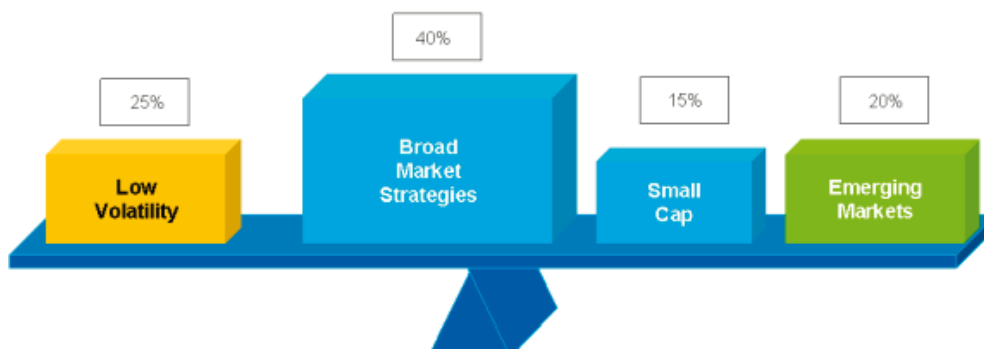 40%
25%
15%
20%
Broad
Market
Strategies
Low
Volatility
Small
Cap
Emerging
Markets